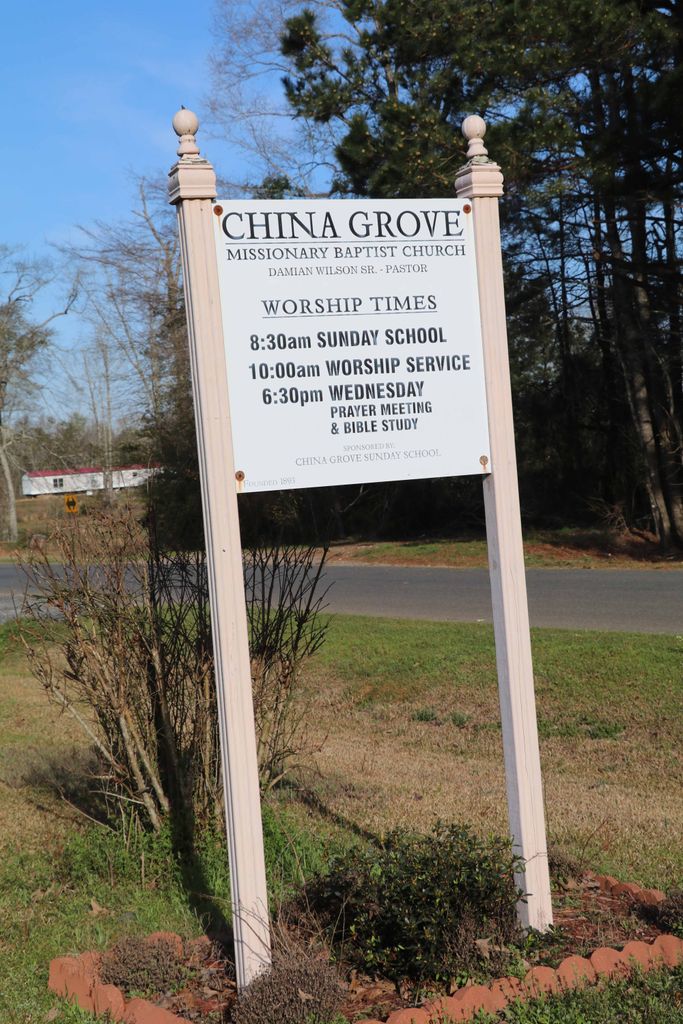 CHINA GROVE
MISSIONARY BAPTIST CHURCH
DAMIAN WILSON SR. - PASTOR
WORSHIP TIMES
8:30am SUNDAY SCHOOL
10:00am WORSHIP SERVICE
6:30pm WEDNESDAY
PRAYER MEETING
& BIBLE STUDY
SPONSORED BY:
CHINA GROVE SUNDAY SCHOOL
FOUNDED 1893